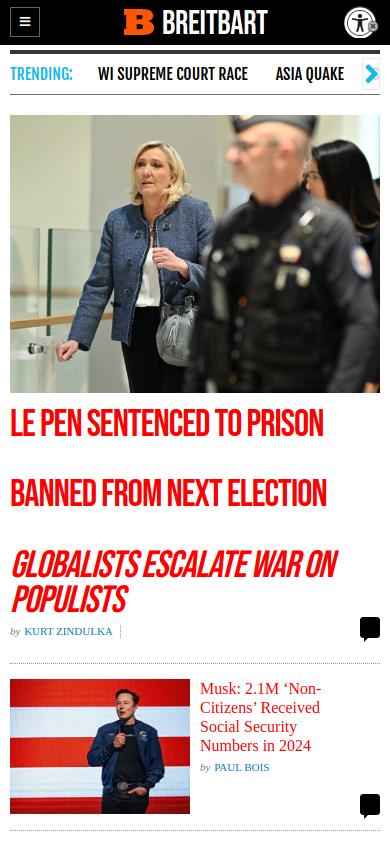 BREITBART
TRENDING:
WI SUPREME COURT RACE
ASIA QUAKE
LE PEN SENTENCED TO PRISON
BANNED FROM NEXT ELECTION
GLOBALISTS ESCALATE WAR ON
POPULISTS
by KURT ZINDULKA
Musk: 2.1M ‘Non-
Citizens’ Received
Social Security
Numbers in 2024
by PAUL BOIS